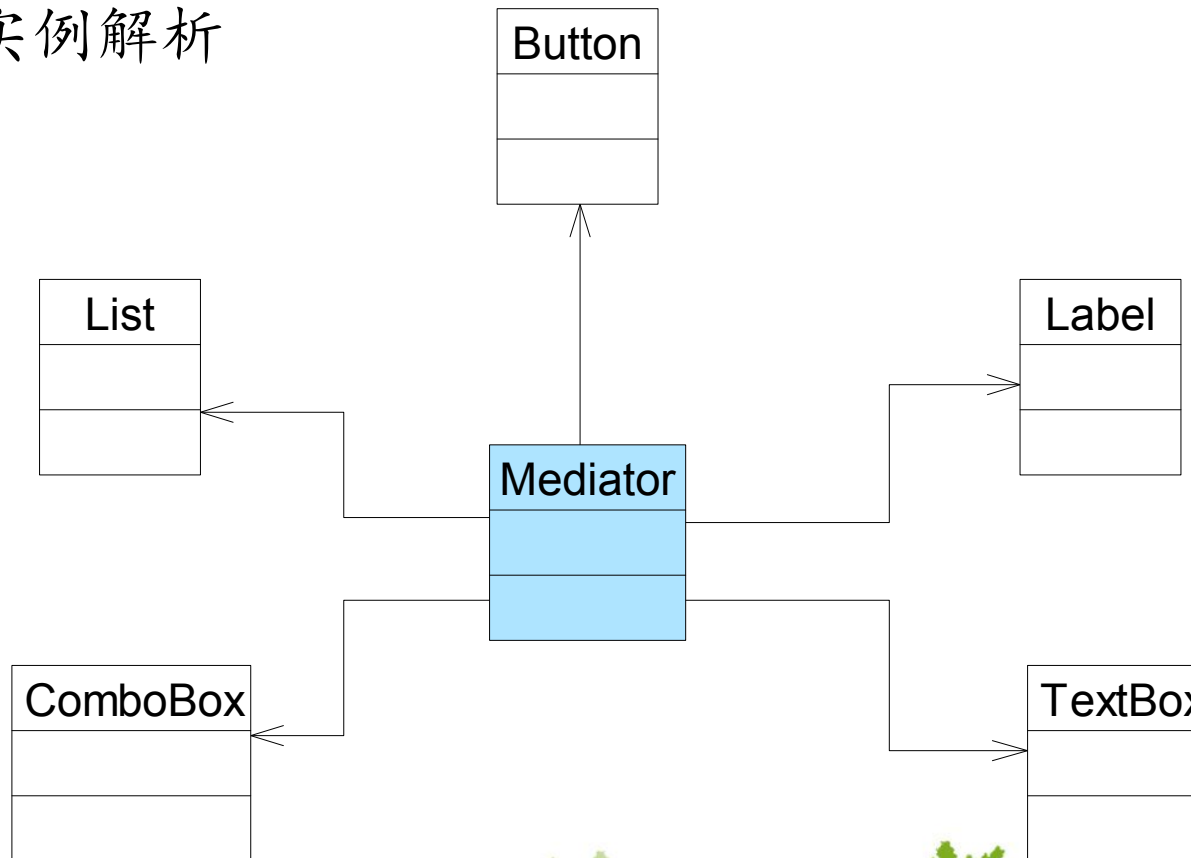 实例解析
Button
List
Label
Mediator
ComboBox
TextBox